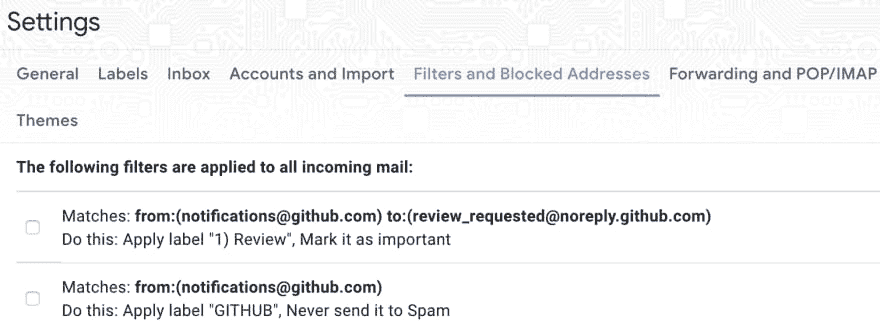 Settings
General Labels Inbox Accounts and Import Filters and Blocked Addresses Forwarding and POP/IMAP
Themes
The following filters are applied to all incoming mail:
Matches: from:(notifications@github.com) to:(review_requested@noreply.github.com)
Do this: Apply label "1) Review", Mark it as important
Matches: from:(notifications@github.com)
Do this: Apply label "GITHUB", Never send it to Spam